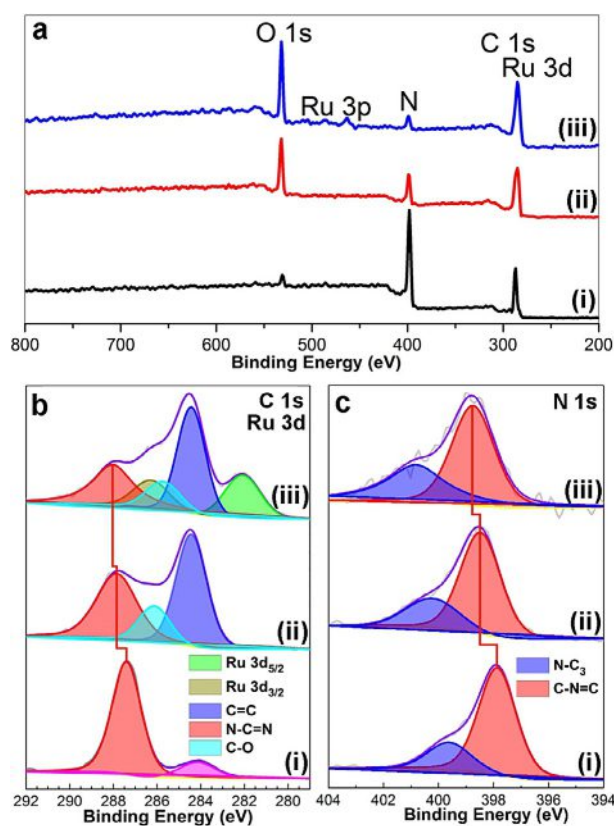 a
O 1s
C 1s
Ru 3d
Ru 3p
N
(iii)
(ii)
(i)
800 700 600 500 400 300 200
Binding Energy (eV)
b
C 1s
Ru 3d
(iii)
(ii)
Ru 3d5/2
Ru 3d3/2
C=C
N-C=N
C-O
(i)
292 290 288 286 284 282 280
Binding Energy (eV)
c
N 1s
(iii)
(ii)
N-C3
C-N=C
(i)
404 402 400 398 396 394
Binding Energy (eV)